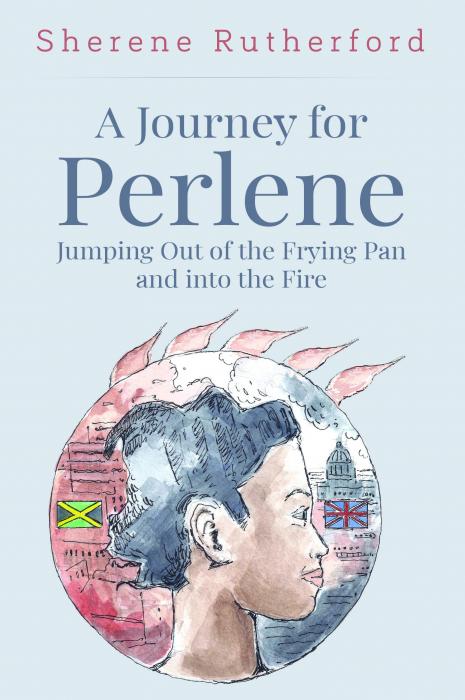 Sherene Rutherford
A Journey for
Perlene
Jumping Out of the Frying Pan
and into the Fire